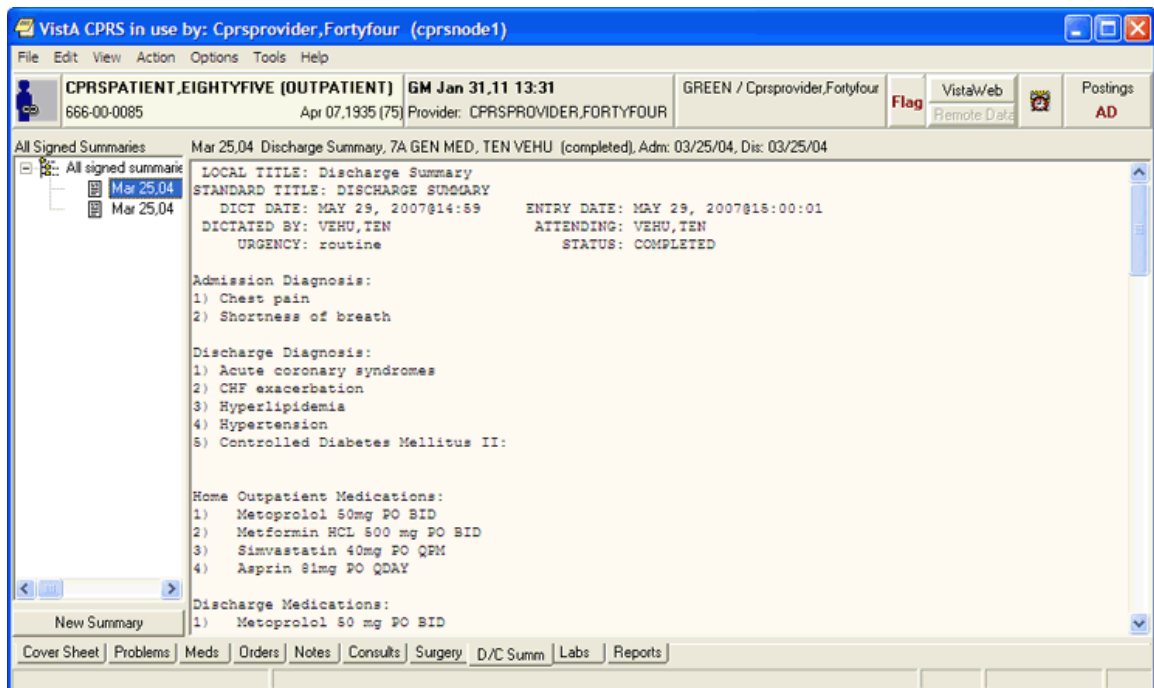 VistA CPRS in use by: Cprsprovider,Fortyfour (cprsnode1)
File Edit View Action Options Tools Help
CPRSPATIENT,EIGHTYFIVE (OUTPATIENT)
666-00-0085 Apr 07,1935 (75)
GM Jan 31,11 13:31
Provider: CPRSPROVIDER,FORTYFOUR
GREEN / Cprsprovider,Fortyfour
Flag
VistaWeb
Remote Data
Postings
AD
All Signed Summaries
Mar 25,04 Discharge Summary, 7A GEN MED, TEN VEHU (completed), Adm: 03/25/04, Dis: 03/25/04
All signed summarie
Mar 25,04
Mar 25,04
New Summary
LOCAL TITLE: Discharge Summary
STANDARD TITLE: DISCHARGE SUMMARY
DICT DATE: MAY 29, 2007@14:59 ENTRY DATE: MAY 29, 2007@15:00:01
DICTATED BY: VEHU,TEN ATTENDING: VEHU,TEN
URGENCY: routine STATUS: COMPLETED
Admission Diagnosis:
1) Chest pain
2) Shortness of breath
Discharge Diagnosis:
1) Acute coronary syndromes
2) CHF exacerbation
3) Hyperlipidemia
4) Hypertension
5) Controlled Diabetes Mellitus II:
Home Outpatient Medications:
1) Metoprolol 50mg PO BID
2) Metformin HCL 500 mg PO BID
3) Simvastatin 40mg PO QPM
4) Asprin 81mg PO QDAY
Discharge Medications:
1) Metoprolol 50 mg PO BID
Cover Sheet Problems Meds Orders Notes Consults Surgery D/C Summ Labs Reports